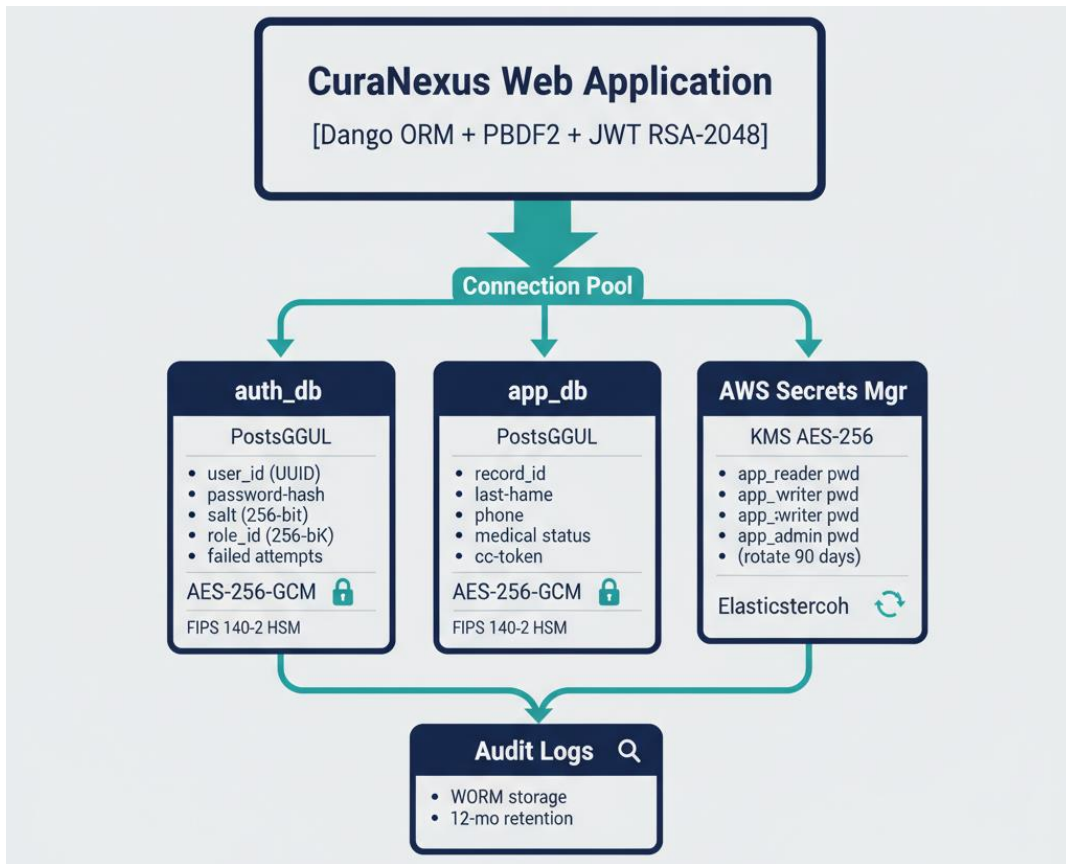 CuraNexus Web Application
[Dango ORM + PBDF2 + JWT RSA-2048]
Connection Pool
auth_db
PostsGGUL
• user_id (UUID)
• password-hash
• salt (256-bit)
• role_id (256-bK)
• failed attempts
AES-256-GCM
FIPS 140-2 HSM
app_db
PostsGGUL
• record_id
• last-hame
• phone
• medical status
• cc-token
AES-256-GCM
FIPS 140-2 HSM
AWS Secrets Mgr
KMS AES-256
• app_reader pwd
• app_writer pwd
• app_:writer pwd
• app_admin pwd
• (rotate 90 days)
Elasticstercoh
Audit Logs
• WORM storage
• 12-mo retention